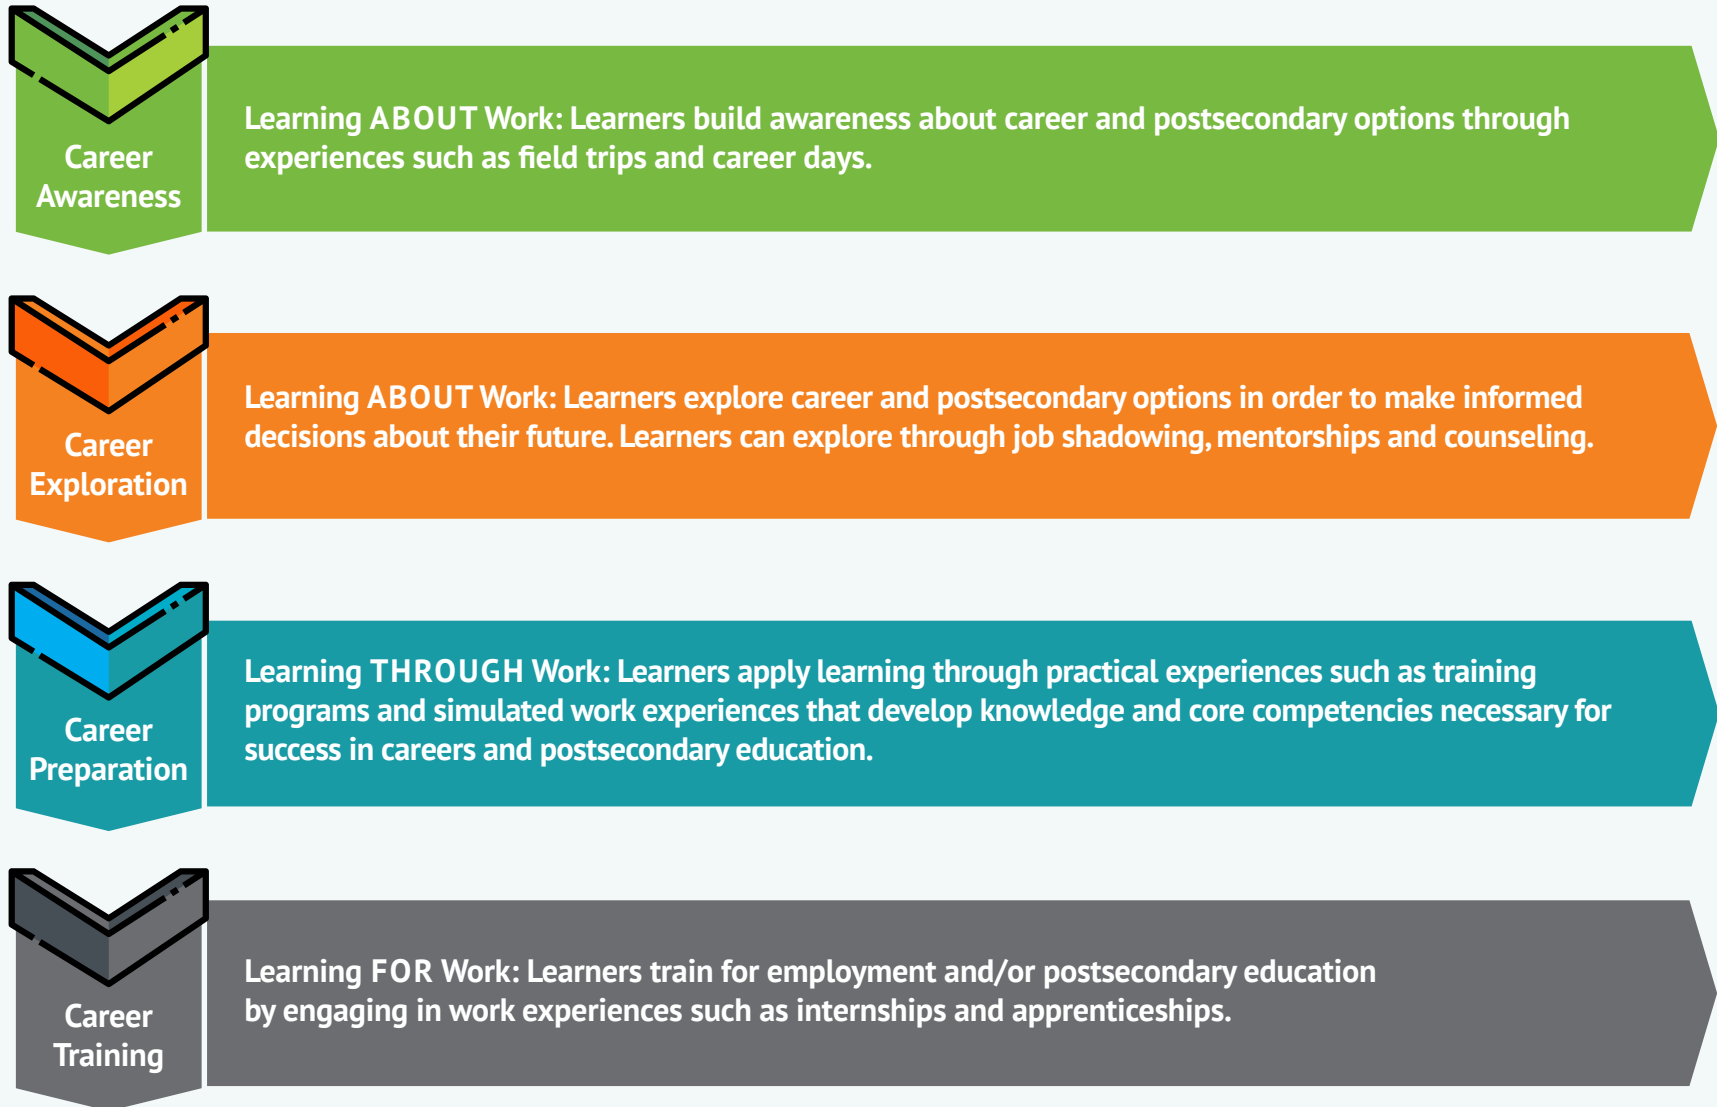 Career
Awareness
Learning ABOUT Work: Learners build awareness about career and postsecondary options through
experiences such as field trips and career days.
Career
Exploration
Learning ABOUT Work: Learners explore career and postsecondary options in order to make informed
decisions about their future. Learners can explore through job shadowing, mentorships and counseling.
Career
Preparation
Learning THROUGH Work: Learners apply learning through practical experiences such as training
programs and simulated work experiences that develop knowledge and core competencies necessary for
success in careers and postsecondary education.
Career
Training
Learning FOR Work: Learners train for employment and/or postsecondary education
by engaging in work experiences such as internships and apprenticeships.